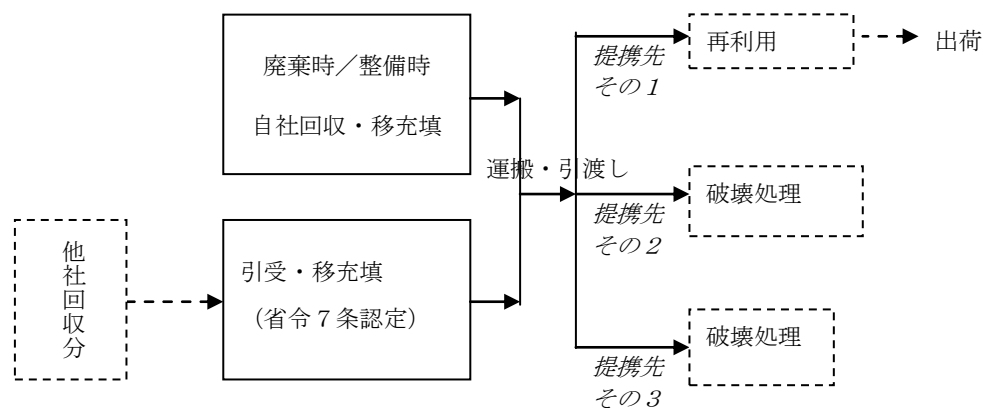 廃棄時／整備時
自社回収・移充填
他社回収分
引受・移充填
（省令７条認定）
運搬・引渡し
提携先
その１
再利用
出荷
提携先
その２
破壊処理
提携先
その３
破壊処理